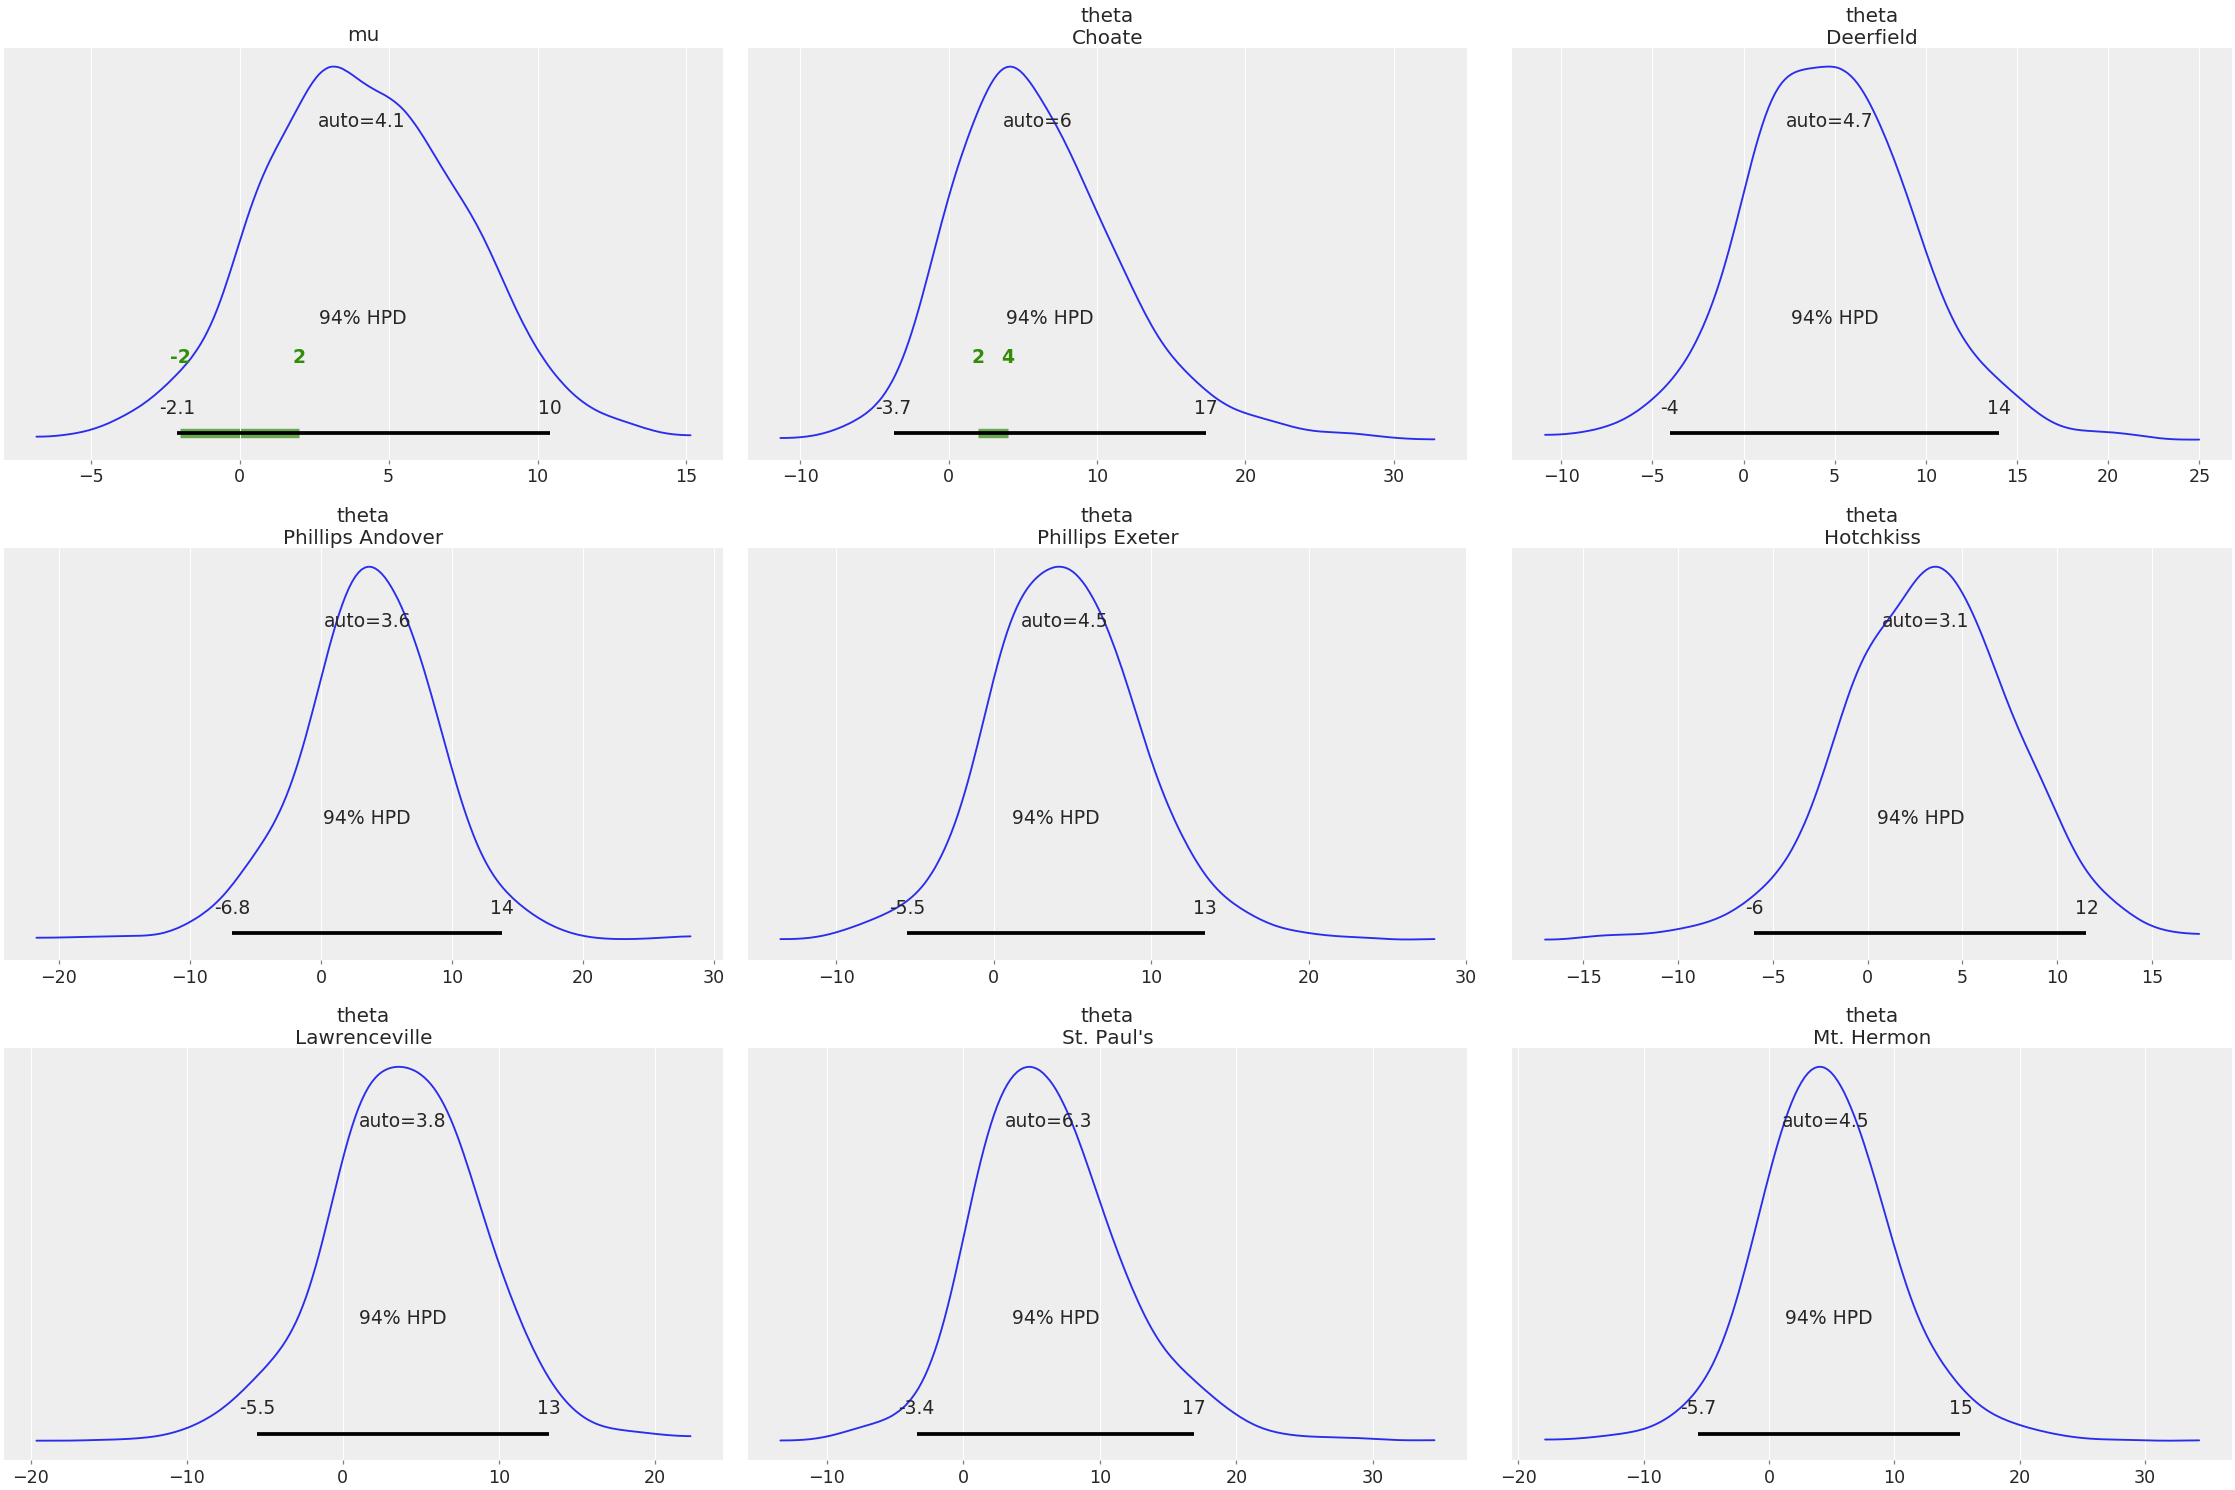 mu
auto=4.1
94% HPD
-2 2
-2.1 10
−5 0 5 10 15
theta
Choate
auto=6
94% HPD
2 4
-3.7 17
−10 0 10 20 30
theta
Deerfield
auto=4.7
94% HPD
-4 14
−10 −5 0 5 10 15 20 25
theta
Phillips Andover
auto=3.6
94% HPD
-6.8 14
−20 −10 0 10 20 30
theta
Phillips Exeter
auto=4.5
94% HPD
-5.5 13
−10 0 10 20 30
theta
Hotchkiss
auto=3.1
94% HPD
-6 12
−15 −10 −5 0 5 10 15
theta
Lawrenceville
auto=3.8
94% HPD
-5.5 13
−20 −10 0 10 20
theta
St. Paul's
auto=6.3
94% HPD
-3.4 17
−10 0 10 20 30
theta
Mt. Hermon
auto=4.5
94% HPD
-5.7 15
−20 −10 0 10 20 30